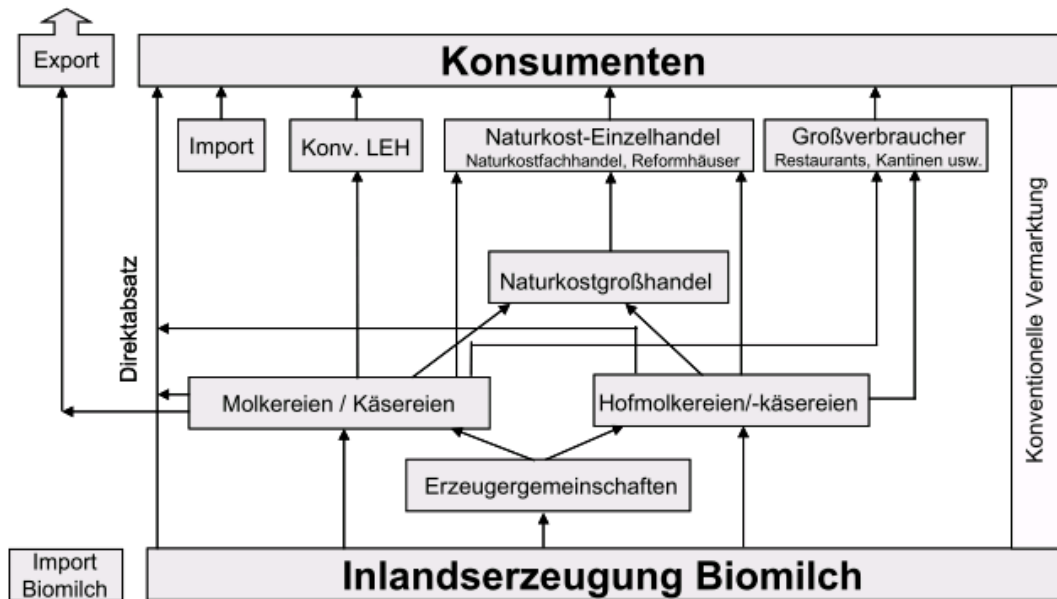 Export
Konsumenten
Import
Konv. LEH
Naturkost-Einzelhandel
Naturkostfachhandel, Reformhäuser
Großverbraucher
Restaurants, Kantinen usw.
Konventionelle Vermarktung
Direktabsatz
Naturkostgroßhandel
Molkereien / Käsereien
Hofmolkereien/-käsereien
Erzeugergemeinschaften
Import
Biomilch
Inlandserzeugung Biomilch